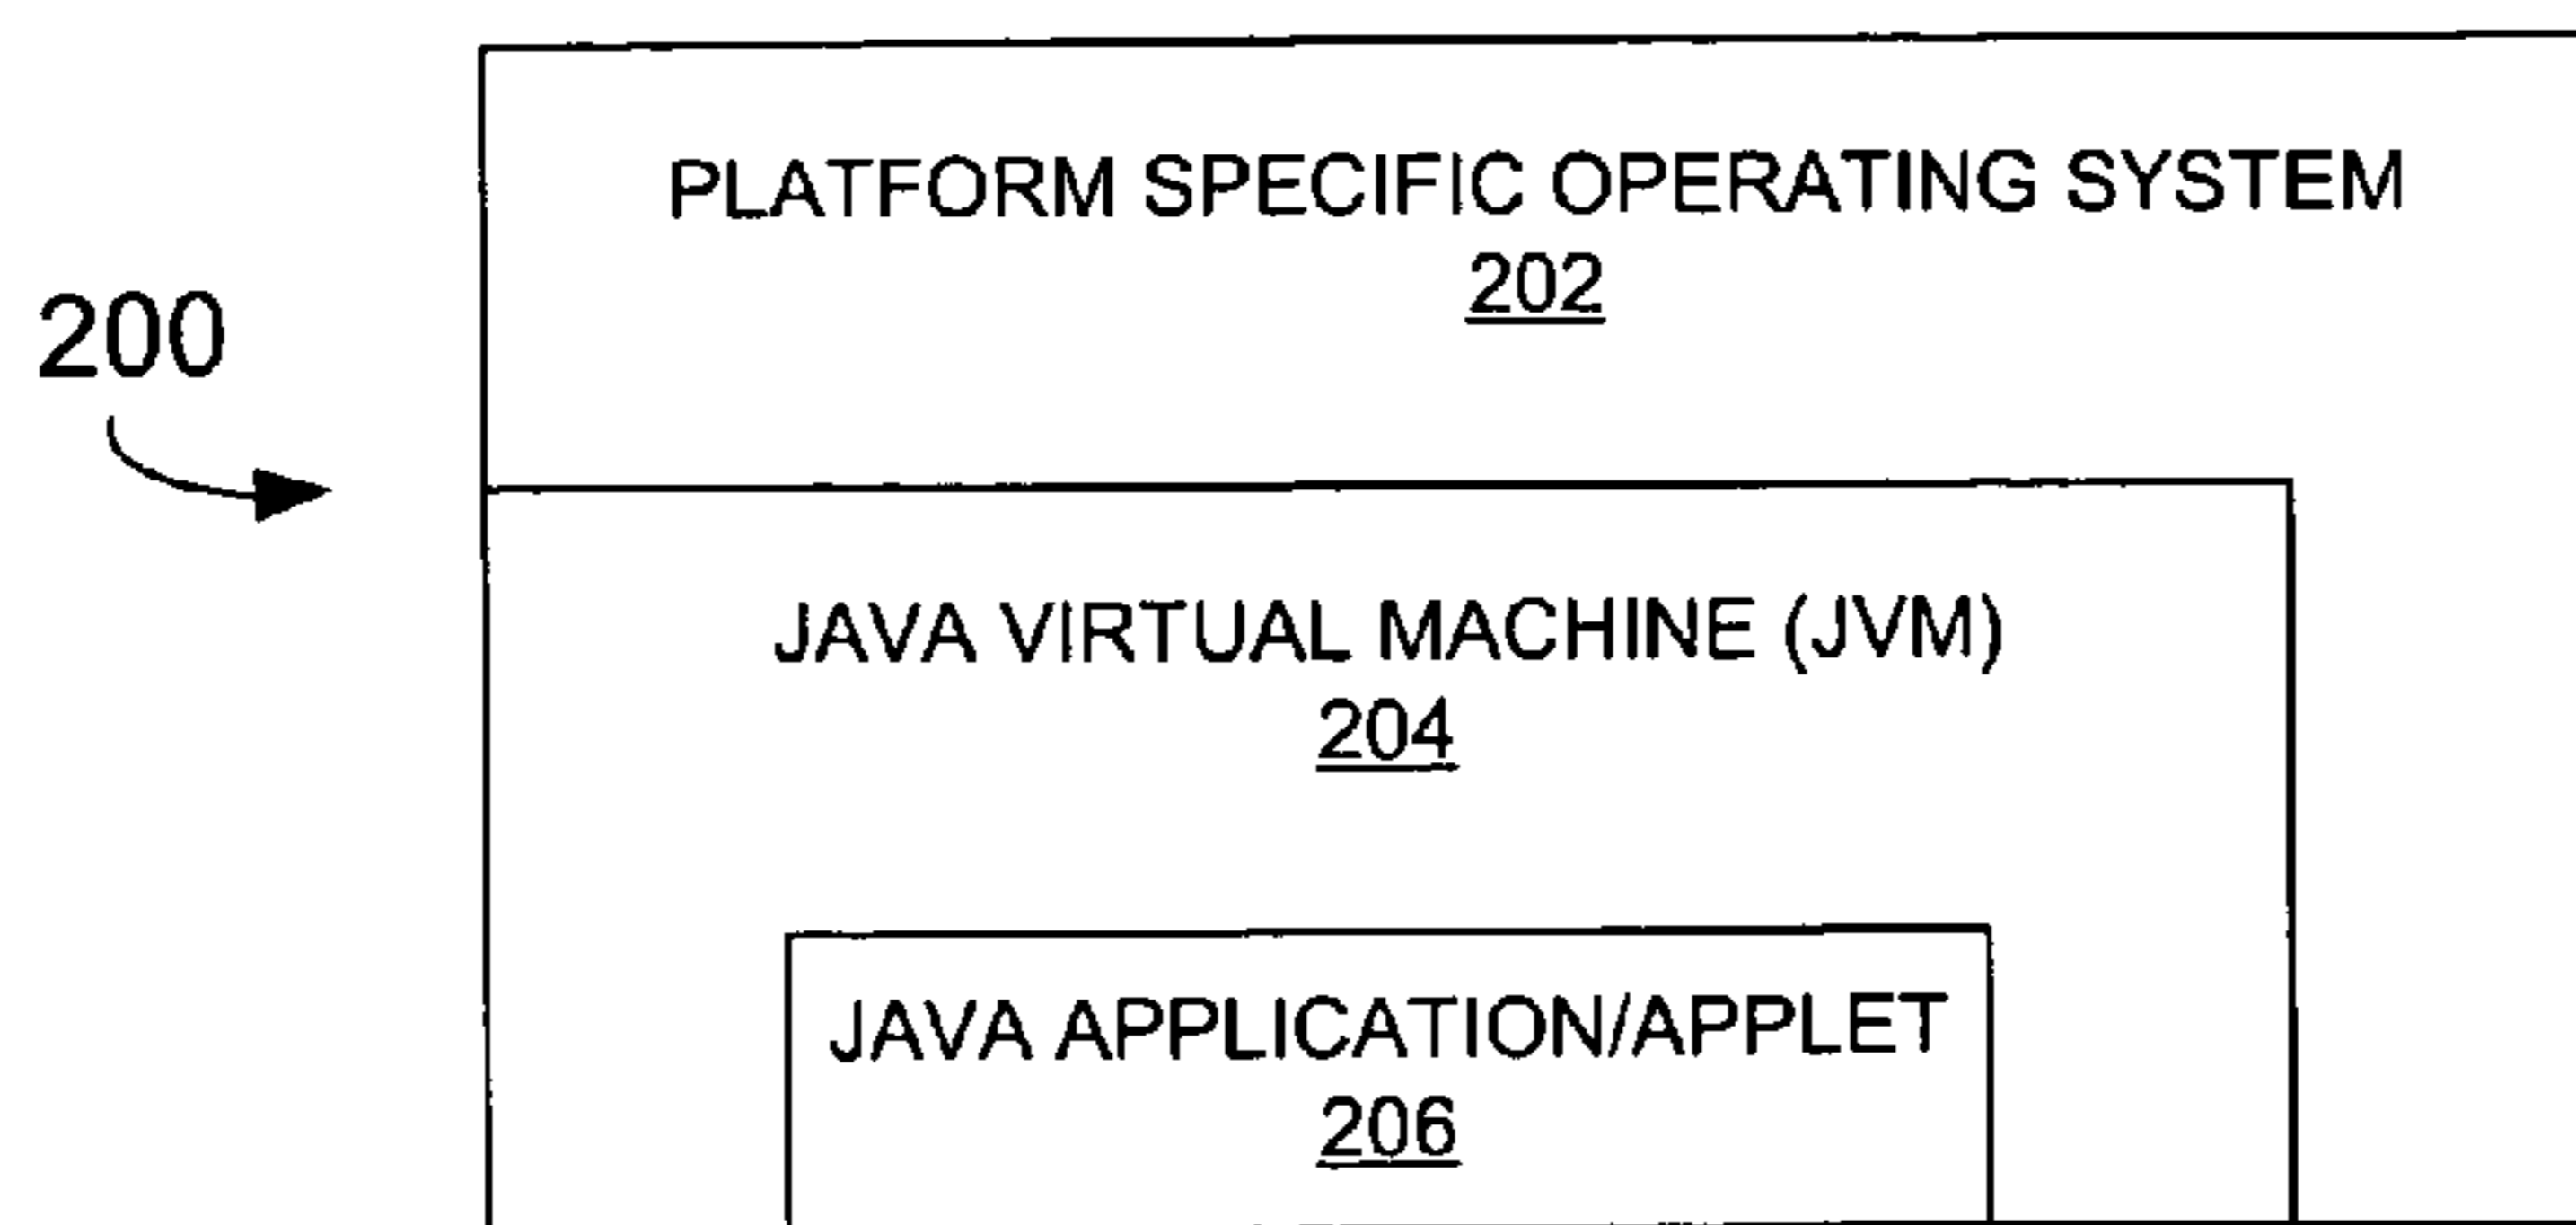 PLATFORM SPECIFIC OPERATING SYSTEM
202
200
JAVA VIRTUAL MACHINE (JVM)
204
JAVA APPLICATION/APPLET
206